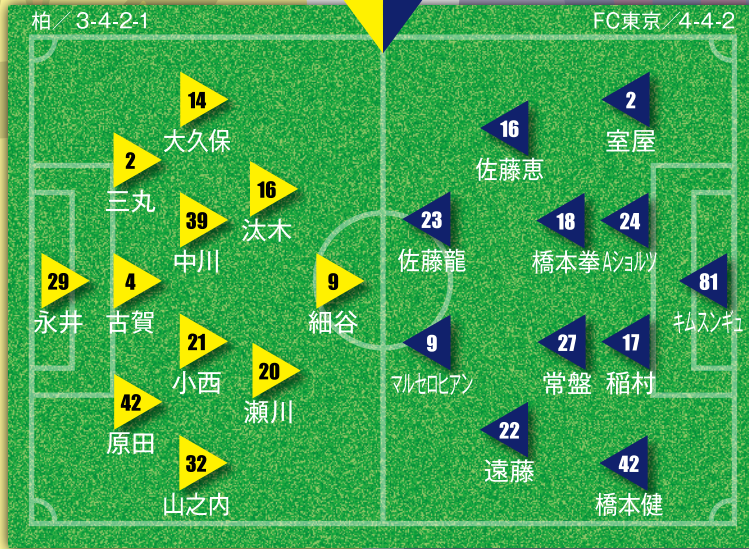 柏／3-4-2-1
FC東京／4-4-2
14
大久保
2
三丸
16
汰木
39
中川
29
永井
4
古賀
9
細谷
21
小西
20
瀬川
42
原田
32
山之内
2
室屋
16
佐藤恵
23
佐藤龍
18
橋本拳
24
Aショルツ
81
キムスンギュ
9
マルセロヒアン
27
常盤
17
稲村
22
遠藤
42
橋本健